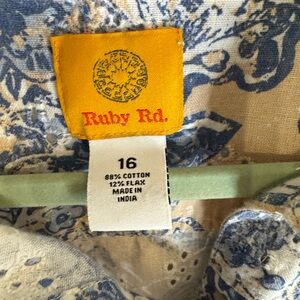 Ruby Rd.
16
88% COTTON
12% FLAX
MADE IN
INDIA